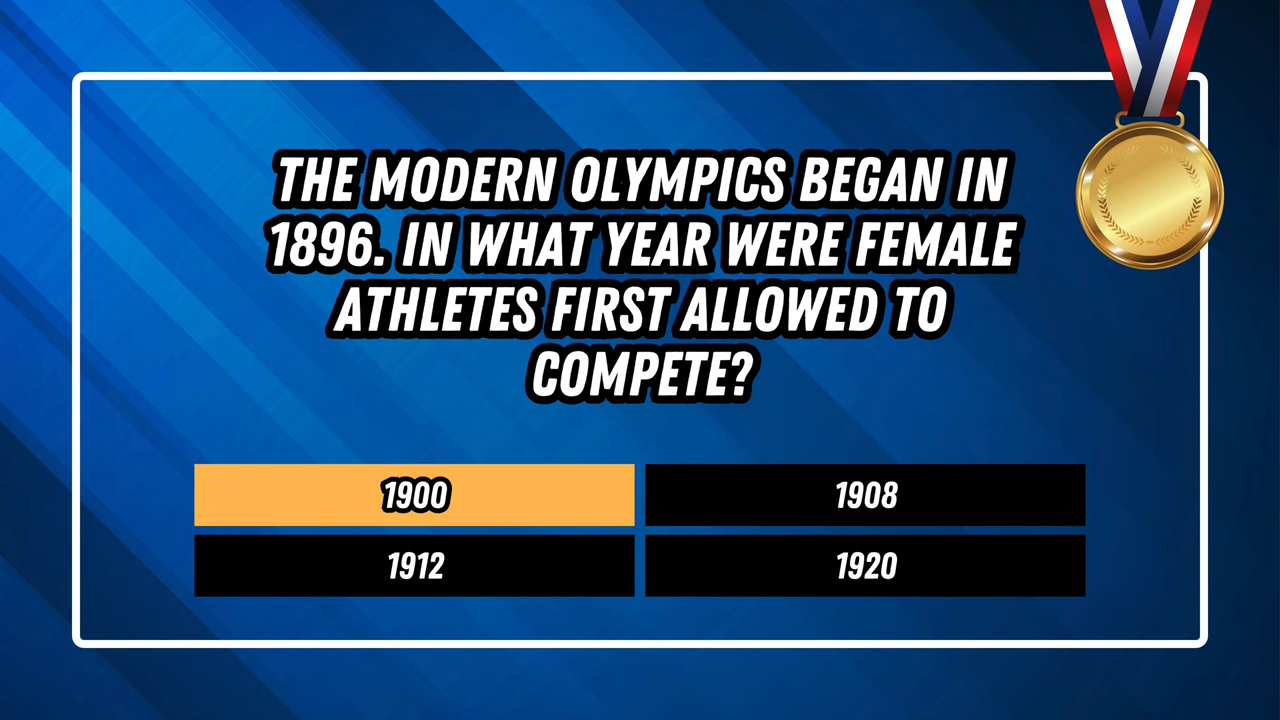 THE MODERN OLYMPICS BEGAN IN
1896. IN WHAT YEAR WERE FEMALE
ATHLETES FIRST ALLOWED TO
COMPETE?
1900
1908
1912
1920